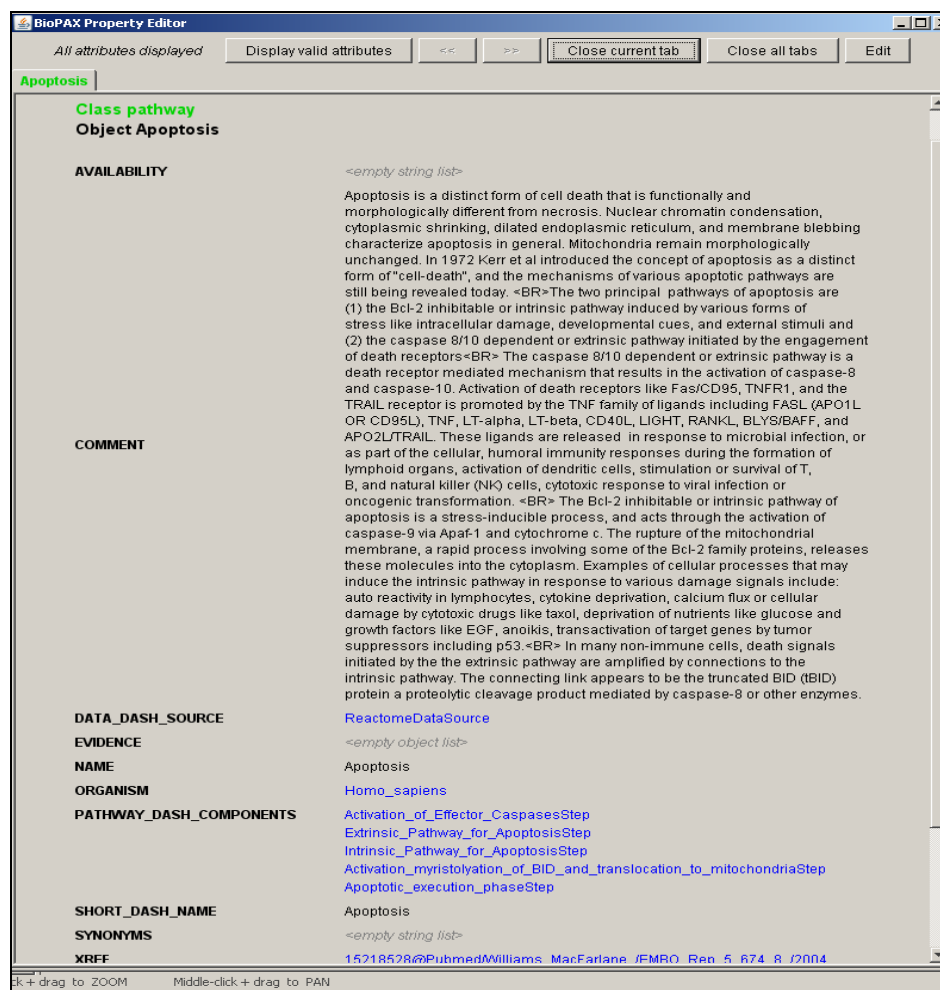 BioPAX Property Editor
All attributes displayed Display valid attributes << >> Close current tab Close all tabs Edit
Apoptosis
Class pathway
Object Apoptosis
AVAILABILITY <empty string list>
Apoptosis is a distinct form of cell death that is functionally and
morphologically different from necrosis. Nuclear chromatin condensation,
cytoplasmic shrinking, dilated endoplasmic reticulum, and membrane blebbing
characterize apoptosis in general. Mitochondria remain morphologically
unchanged. In 1972 Kerr et al introduced the concept of apoptosis as a distinct
form of "cell-death", and the mechanisms of various apoptotic pathways are
still being revealed today. <BR>The two principal pathways of apoptosis are
(1) the Bcl-2 inhibitable or intrinsic pathway induced by various forms of
stress like intracellular damage, developmental cues, and external stimuli and
(2) the caspase 8/10 dependent or extrinsic pathway initiated by the engagement
of death receptors<BR> The caspase 8/10 dependent or extrinsic pathway is a
death receptor mediated mechanism that results in the activation of caspase-8
and caspase-10. Activation of death receptors like Fas/CD95, TNFR1, and the
TRAIL receptor is promoted by the TNF family of ligands including FASL (APO1L
OR CD95L), TNF, LT-alpha, LT-beta, CD40L, LIGHT, RANKL, BLYS/BAFF, and
COMMENT APO2L/TRAIL. These ligands are released in response to microbial infection, or
as part of the cellular, humoral immunity responses during the formation of
lymphoid organs, activation of dendritic cells, stimulation or survival of T,
B, and natural killer (NK) cells, cytotoxic response to viral infection or
oncogenic transformation. <BR> The Bcl-2 inhibitable or intrinsic pathway of
apoptosis is a stress-inducible process, and acts through the activation of
caspase-9 via Apaf-1 and cytochrome c. The rupture of the mitochondrial
membrane, a rapid process involving some of the Bcl-2 family proteins, releases
these molecules into the cytoplasm. Examples of cellular processes that may
induce the intrinsic pathway in response to various damage signals include:
auto reactivity in lymphocytes, cytokine deprivation, calcium flux or cellular
damage by cytotoxic drugs like taxol, deprivation of nutrients like glucose and
growth factors like EGF, anoikis, transactivation of target genes by tumor
suppressors including p53.<BR> In many non-immune cells, death signals
initiated by the the extrinsic pathway are amplified by connections to the
intrinsic pathway. The connecting link appears to be the truncated BID (tBID)
protein a proteolytic cleavage product mediated by caspase-8 or other enzymes.
DATA_DASH_SOURCE ReactomeDataSource
EVIDENCE <empty object list>
NAME Apoptosis
ORGANISM Homo_sapiens
PATHWAY_DASH_COMPONENTS Activation_of_Effector_CaspasesStep
Extrinsic_Pathway_for_ApoptosisStep
Intrinsic_Pathway_for_ApoptosisStep
Activation_myristolyation_of_BID_and_translocation_to_mitochondriaStep
Apoptotic_execution_phaseStep
SHORT_DASH_NAME Apoptosis
SYNONYMS <empty string list>
XREF 15218528@Pubmed/Williams_MacFarlane_/EMBO_Rep_5_674_8_/2004
ck + drag to ZOOM Middle-click + drag to PAN